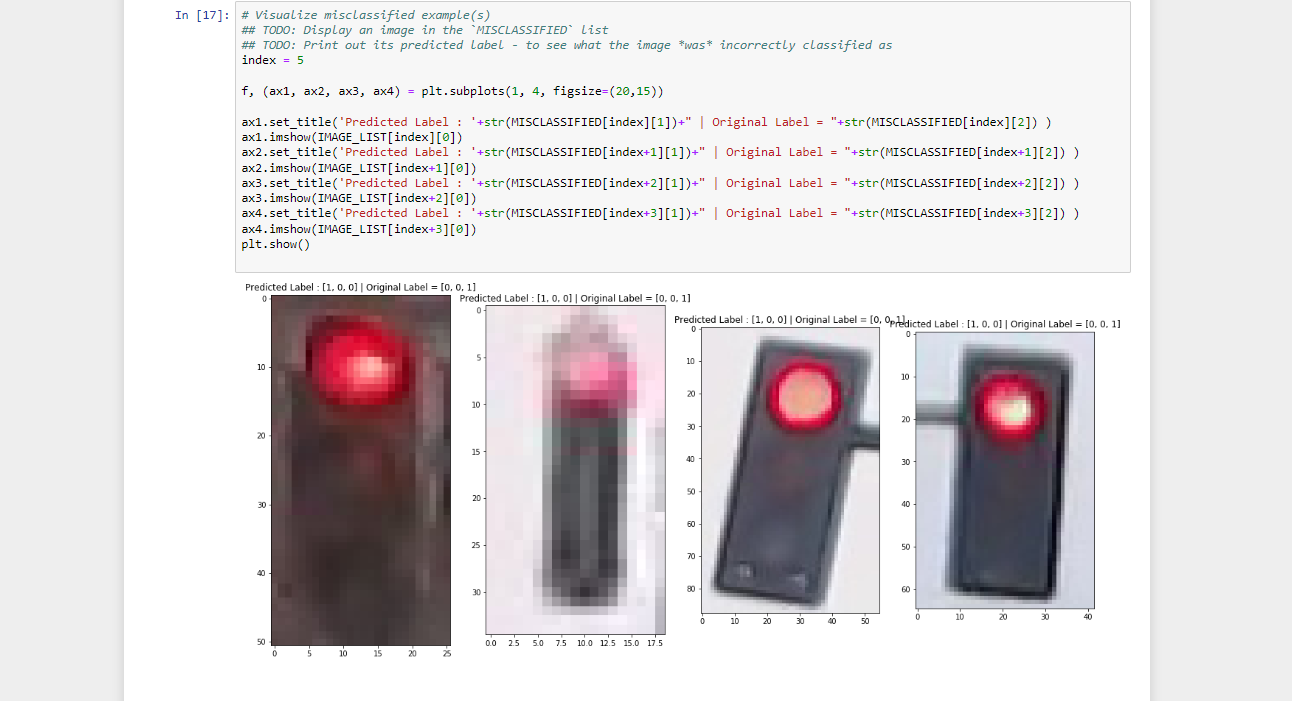 In [17]:
# Visualize misclassified example(s)
## TODO: Display an image in the `MISCLASSIFIED` list
## TODO: Print out its predicted label - to see what the image *was* incorrectly classified as
index = 5
f, (ax1, ax2, ax3, ax4) = plt.subplots(1, 4, figsize=(20,15))
ax1.set_title('Predicted Label : '+str(MISCLASSIFIED[index][1])+" | Original Label = "+str(MISCLASSIFIED[index][2]) )
ax1.imshow(IMAGE_LIST[index][0])
ax2.set_title('Predicted Label : '+str(MISCLASSIFIED[index+1][1])+" | Original Label = "+str(MISCLASSIFIED[index+1][2]) )
ax2.imshow(IMAGE_LIST[index+1][0])
ax3.set_title('Predicted Label : '+str(MISCLASSIFIED[index+2][1])+" | Original Label = "+str(MISCLASSIFIED[index+2][2]) )
ax3.imshow(IMAGE_LIST[index+2][0])
ax4.set_title('Predicted Label : '+str(MISCLASSIFIED[index+3][1])+" | Original Label = "+str(MISCLASSIFIED[index+3][2]) )
ax4.imshow(IMAGE_LIST[index+3][0])
plt.show()
Predicted Label : [1, 0, 0] | Original Label = [0, 0, 1]
0
10
20
30
40
50
0 5 10 15 20 25
Predicted Label : [1, 0, 0] | Original Label = [0, 0, 1]
0
5
10
15
20
25
30
0.0 2.5 5.0 7.5 10.0 12.5 15.0 17.5
Predicted Label : [1, 0, 0] | Original Label = [0, 0, 1]
0
10
20
30
40
50
60
70
80
0 10 20 30 40 50
Predicted Label : [1, 0, 0] | Original Label = [0, 0, 1]
0
10
20
30
40
50
60
0 10 20 30 40